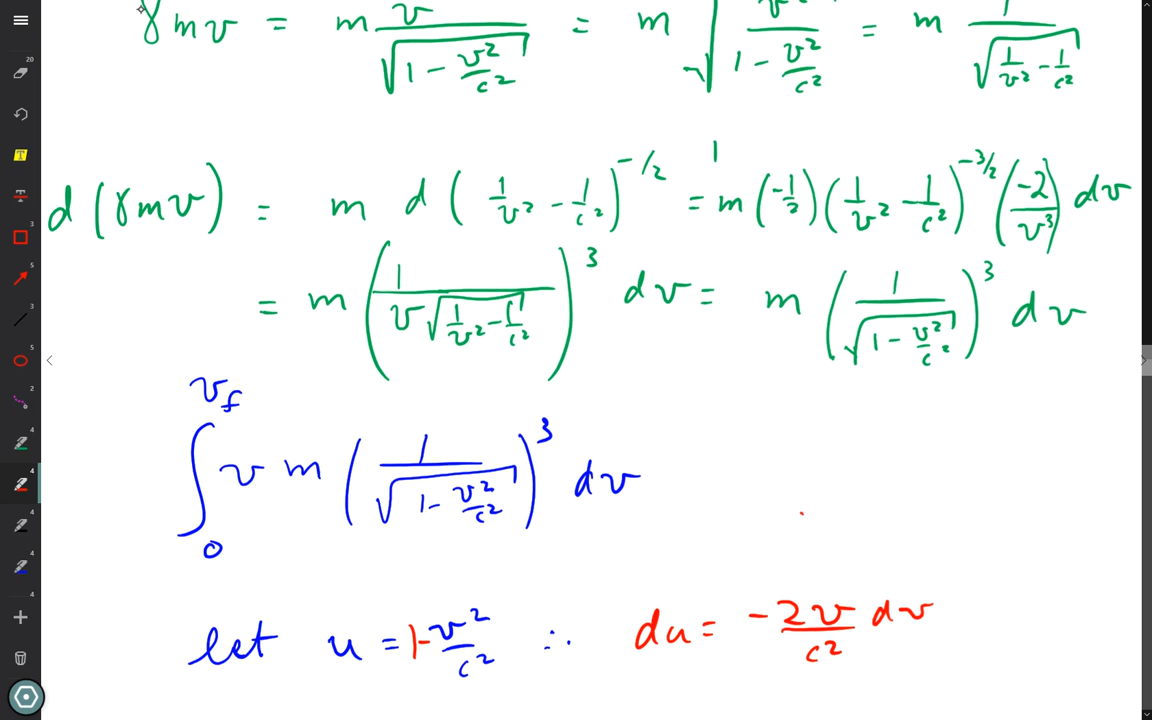 γmv = m v/√(1 - v²/c²) = m √(v²/(1 - v²/c²)) = m 1/√(1/v² - 1/c²)
d(γmv) = m d(1/v² - 1/c²)^(-1/2) = m(-1/2)(1/v² - 1/c²)^(-3/2) (-2/v³) dv
= m (1/(v√(1/v² - 1/c²)))³ dv = m (1/√(1 - v²/c²))³ dv
∫₀^(v_f) v m (1/√(1 - v²/c²))³ dv
let u = 1 - v²/c² ∴ du = -2v/c² dv